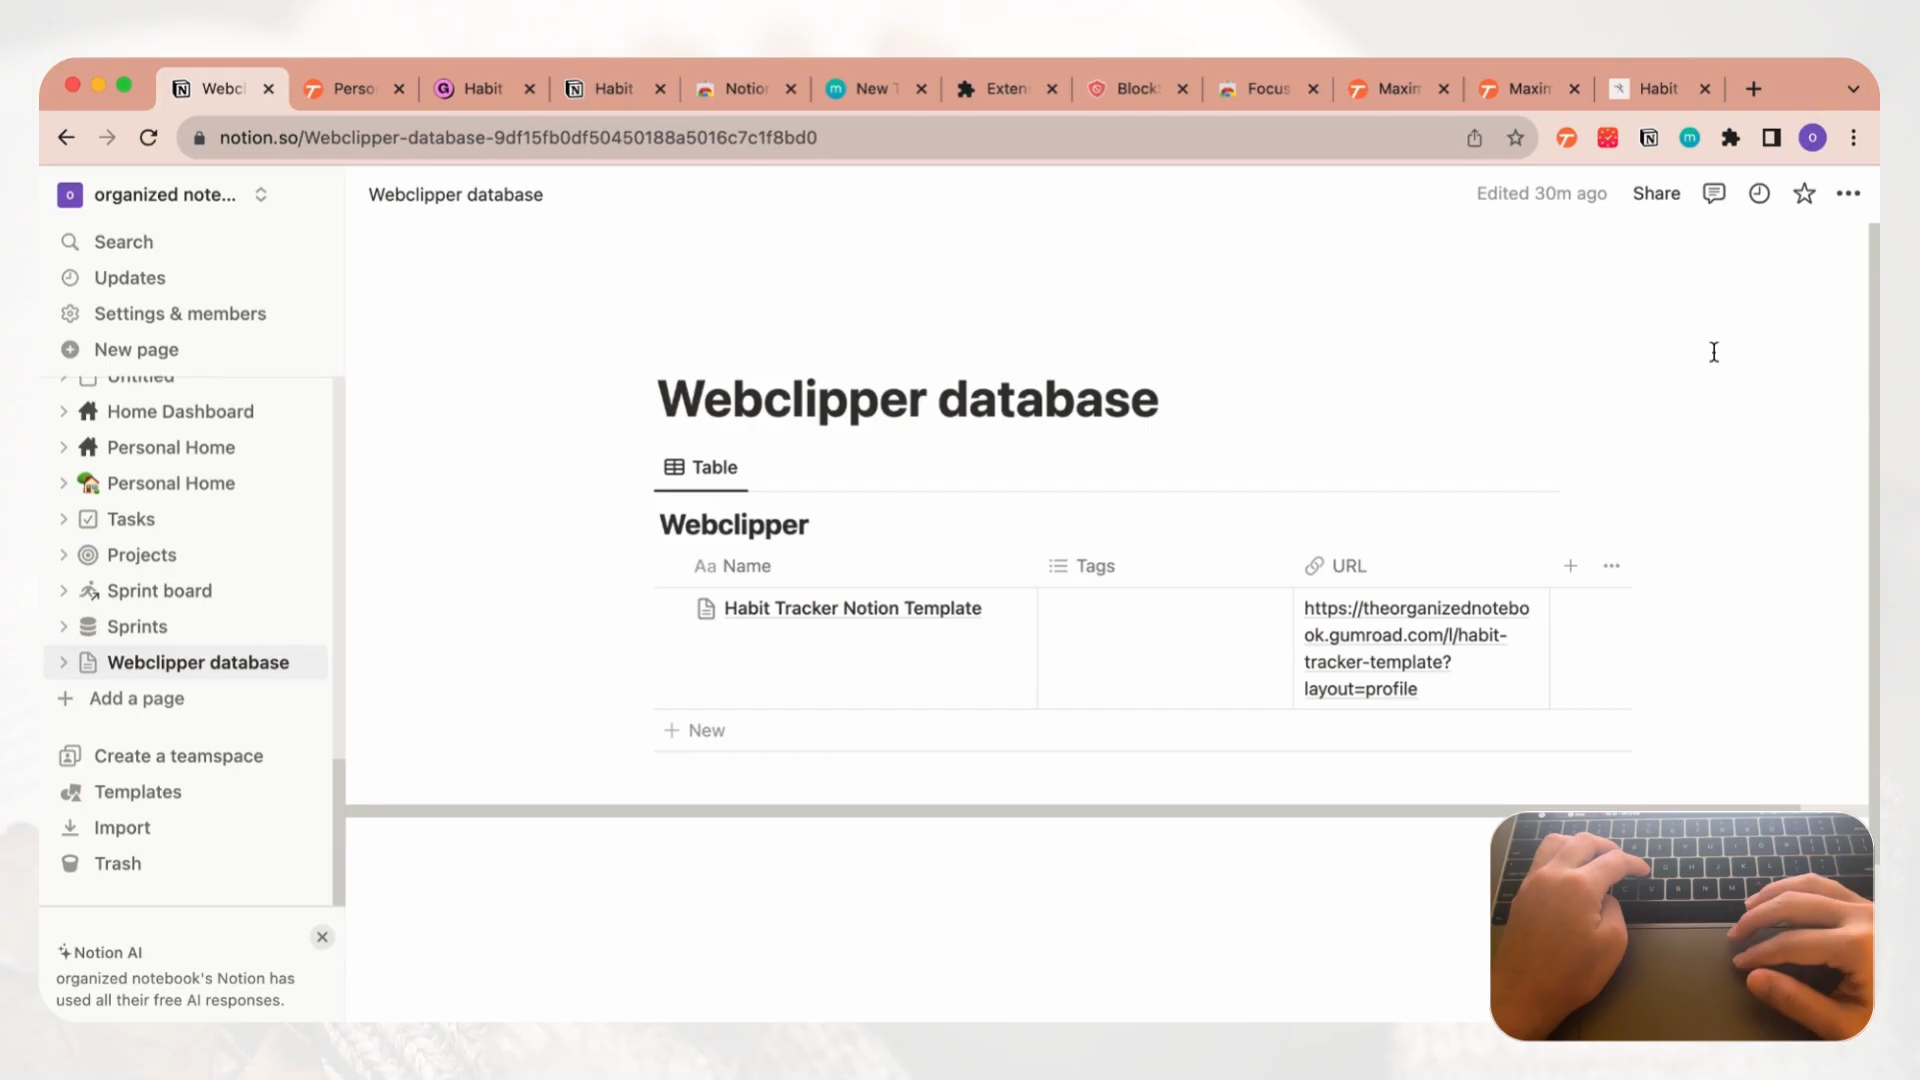 Webcl
Perso
Habit
Habit
Notion
New T
Exten
Block
Focus
Maxim
Maxim
Habit
notion.so/Webclipper-database-9df15fb0df50450188a5016c7c1f8bd0
o
o
organized note...
Webclipper database
Edited 30m ago
Share
Search
Updates
Settings & members
New page
Untitled
Home Dashboard
Personal Home
Personal Home
Tasks
Projects
Sprint board
Sprints
Webclipper database
Add a page
Create a teamspace
Templates
Import
Trash
Notion AI
organized notebook's Notion has
used all their free AI responses.
Webclipper database
Table
Webclipper
Aa Name
Tags
URL
Habit Tracker Notion Template
https://theorganizednotebo
ok.gumroad.com/l/habit-
tracker-template?
layout=profile
New